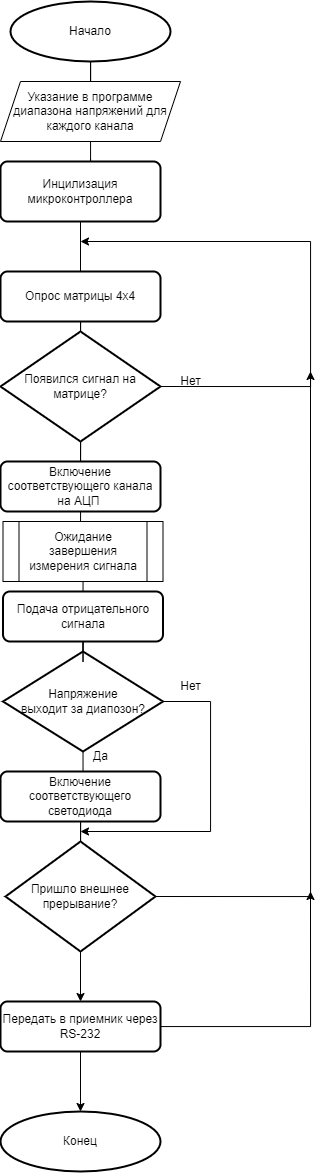 Начало
Указание в программе
диапазона напряжений для
каждого канала
Инцилизация
микроконтроллера
Опрос матрицы 4х4
Появился сигнал на
матрице?
Нет
Включение
соответствующего канала
на АЦП
Ожидание
завершения
измерения сигнала
Подача отрицательного
сигнала
Напряжение
выходит за диапозон?
Нет
Да
Включение
соответствующего
светодиода
Пришло внешнее
прерывание?
Передать в приемник через
RS-232
Конец